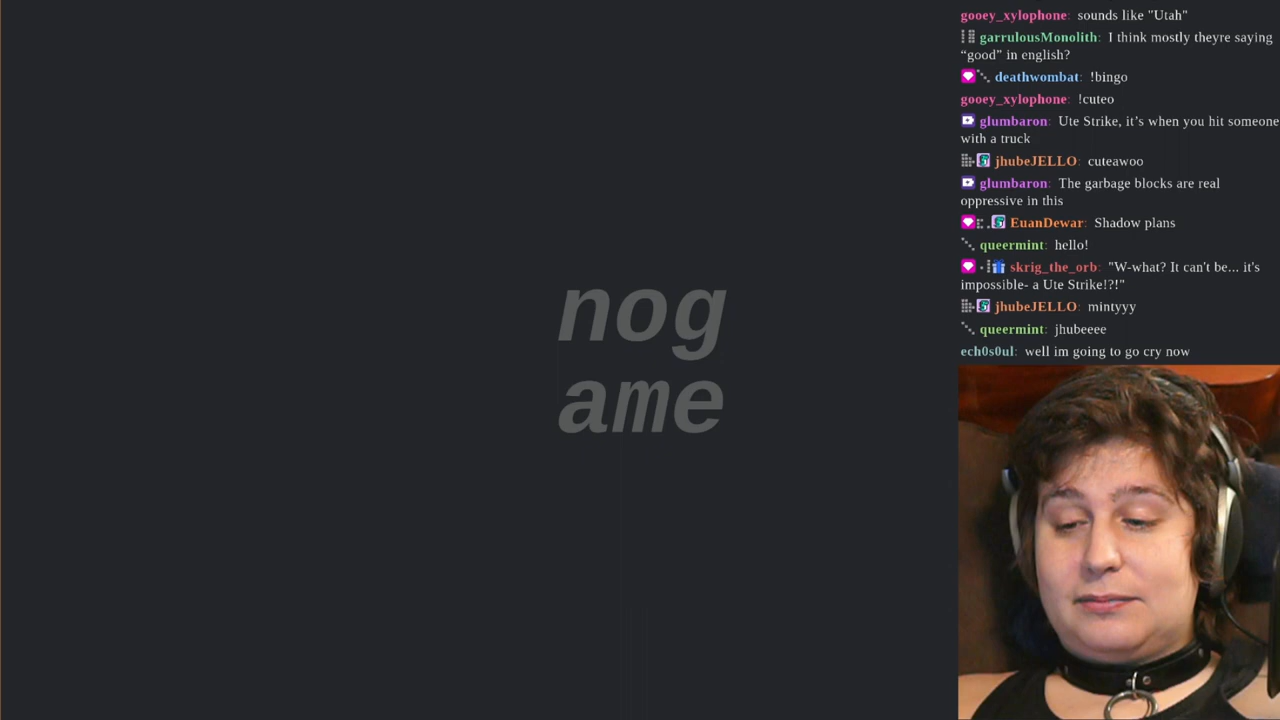 gooey_xylophone: sounds like "Utah"
garrulousMonolith: I think mostly theyre saying
“good” in english?
deathwombat: !bingo
gooey_xylophone: !cuteo
glumbaron: Ute Strike, it’s when you hit someone
with a truck
jhubeJELLO: cuteawoo
glumbaron: The garbage blocks are real
oppressive in this
EuanDewar: Shadow plans
queermint: hello!
skrig_the_orb: "W-what? It can't be... it's
impossible- a Ute Strike!?!"
jhubeJELLO: mintyyy
queermint: jhubeeee
ech0s0ul: well im going to go cry now
nog
ame